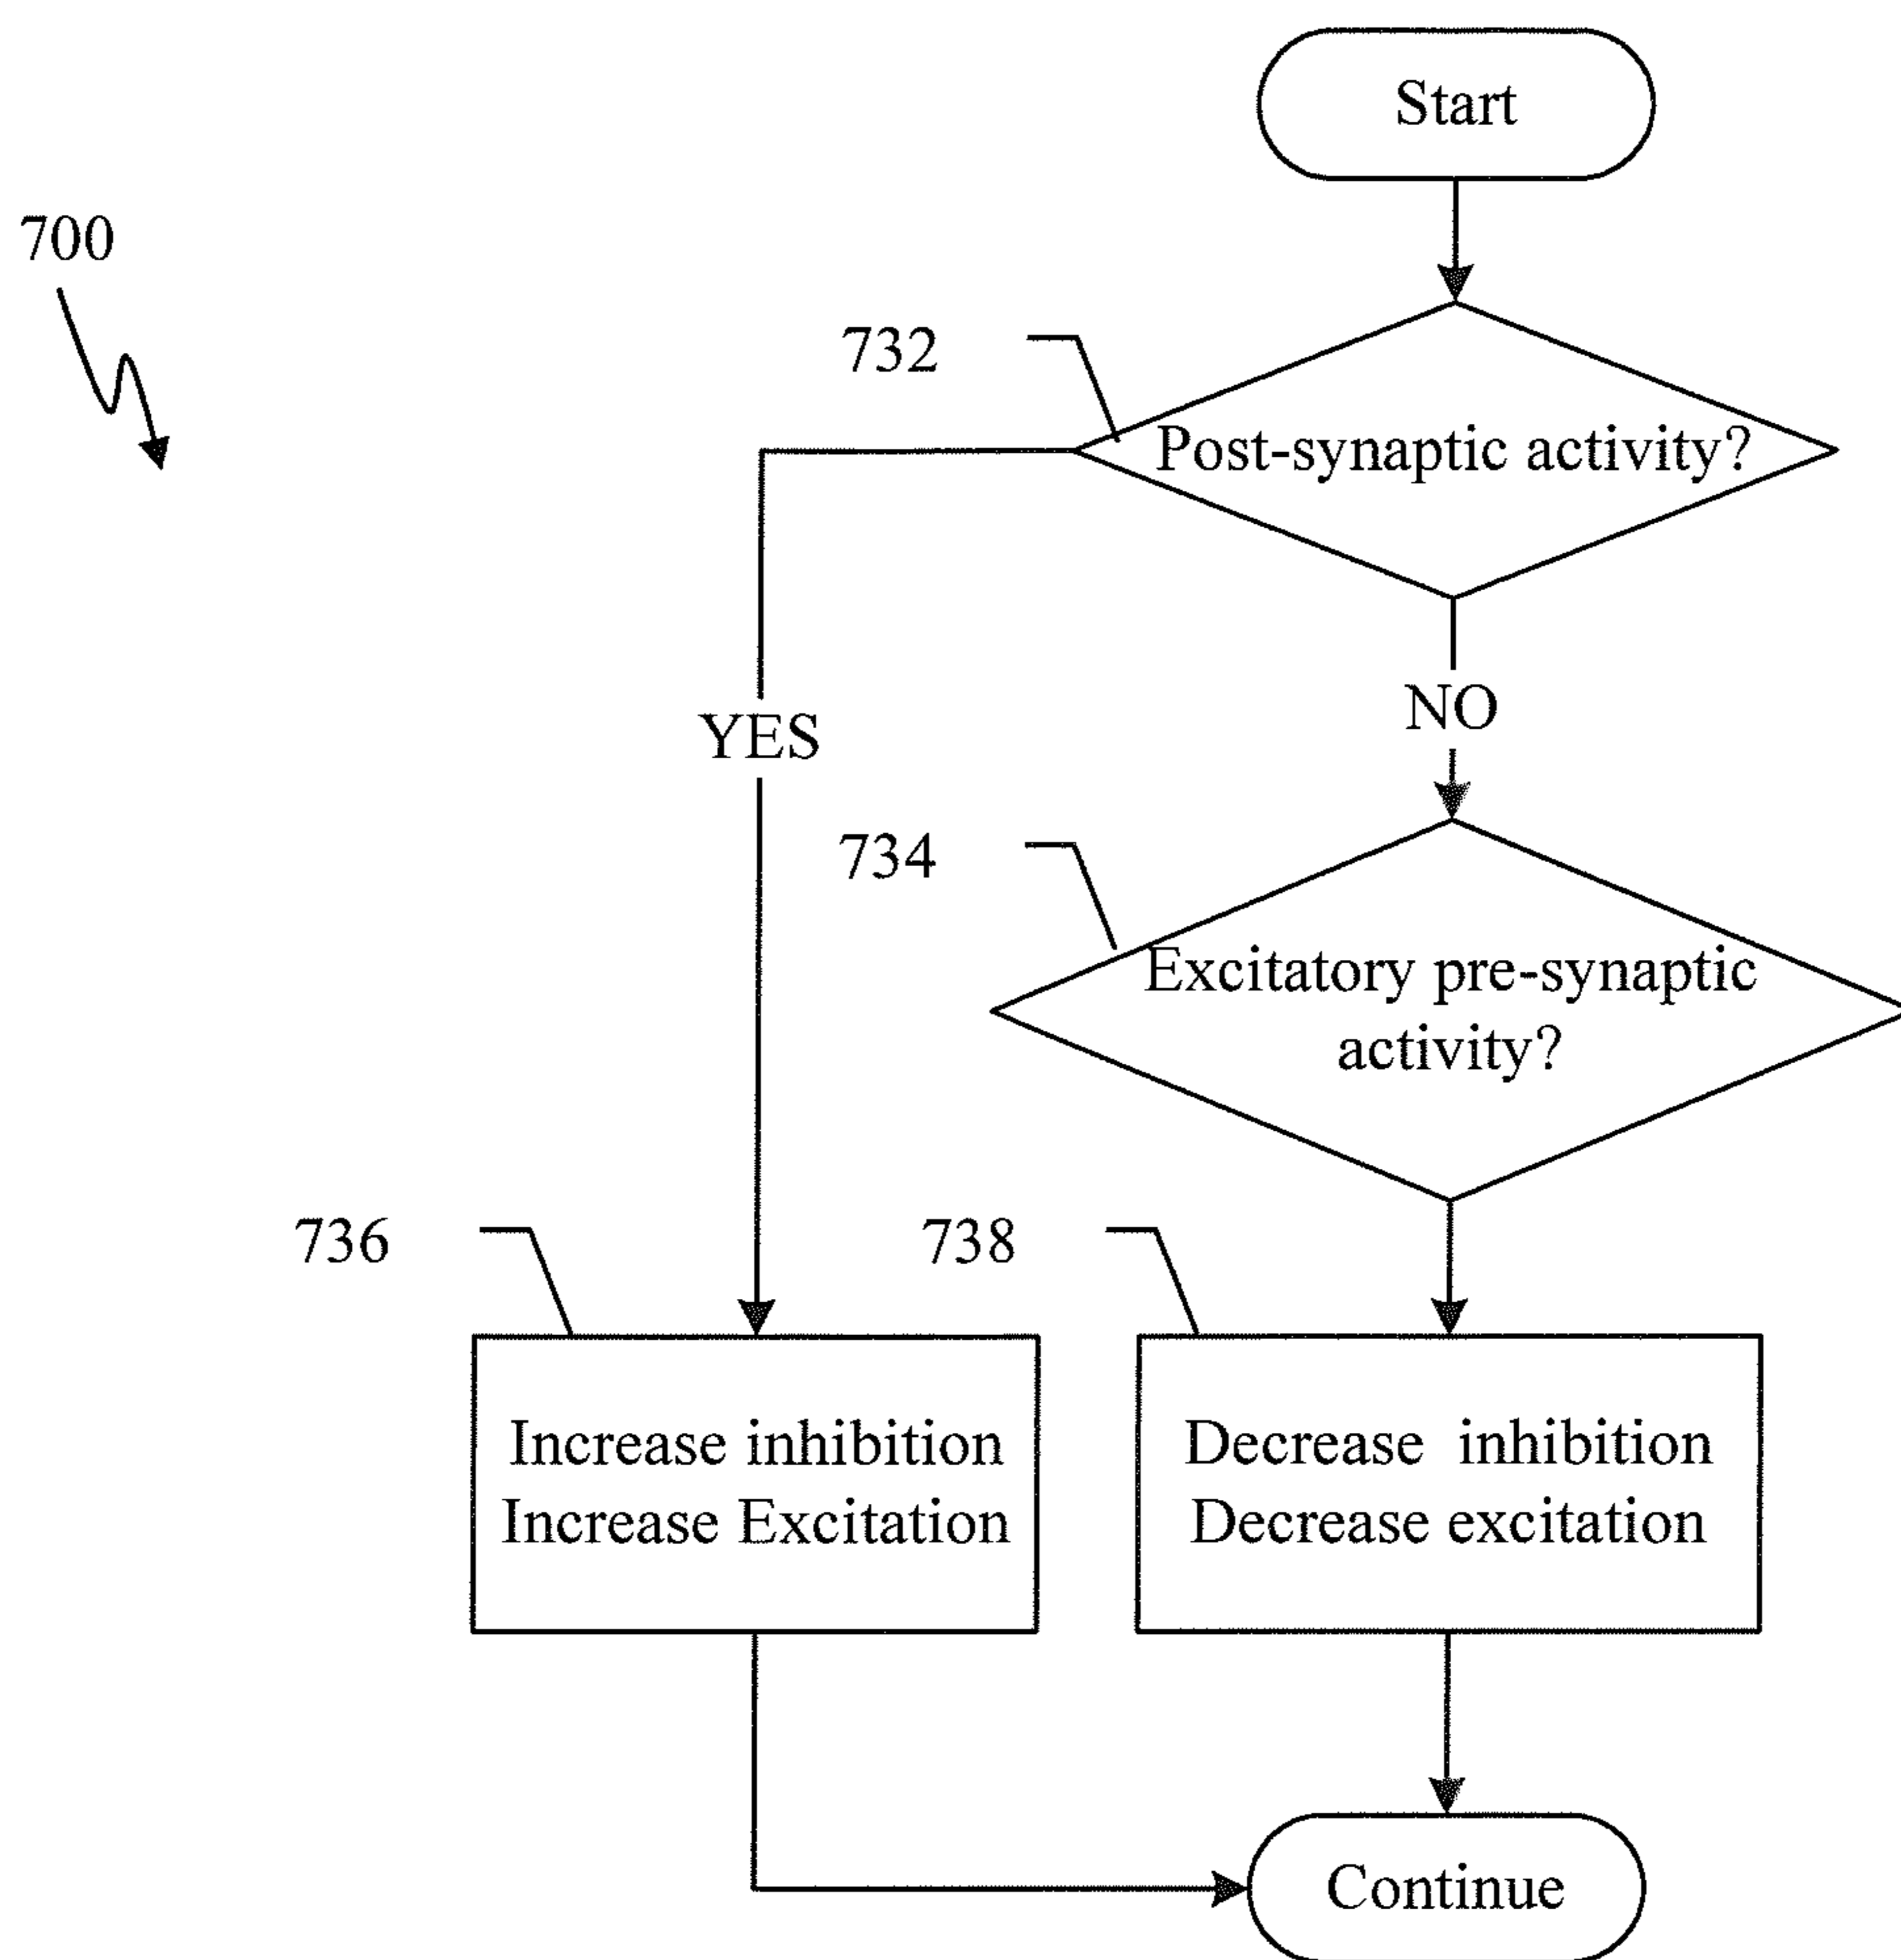 Start
700
732
Post-synaptic activity?
YES
NO
734
Excitatory pre-synaptic
activity?
736
738
Increase inhibition
Increase Excitation
Decrease inhibition
Decrease excitation
Continue